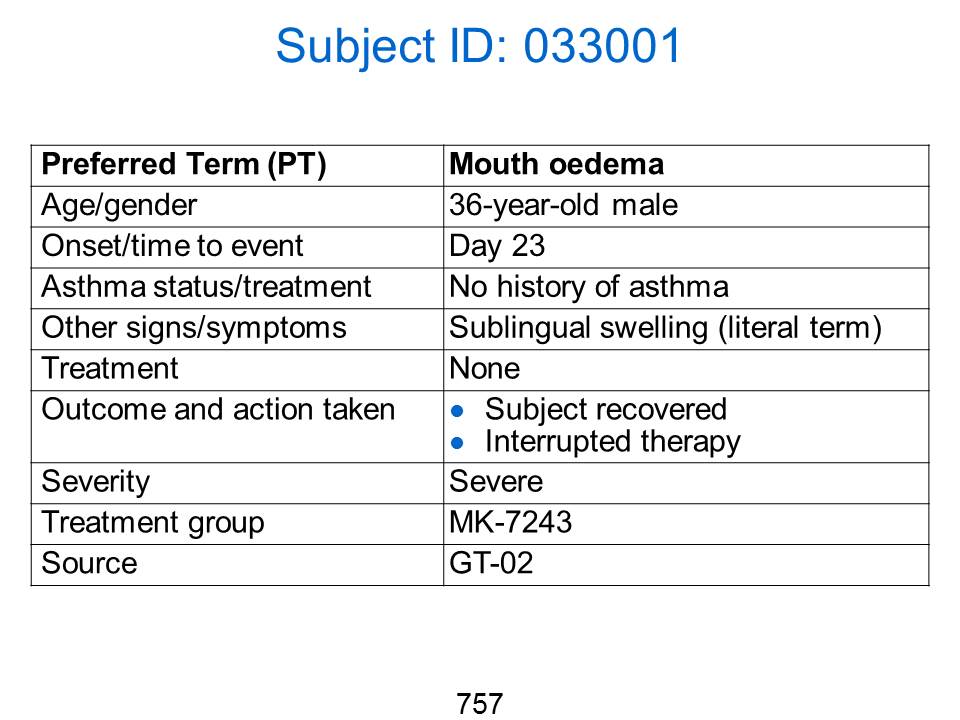 Subject ID: 033001
Preferred Term (PT) Mouth oedema
Age/gender 36-year-old male
Onset/time to event Day 23
Asthma status/treatment No history of asthma
Other signs/symptoms Sublingual swelling (literal term)
Treatment None
Outcome and action taken ● Subject recovered
● Interrupted therapy
Severity Severe
Treatment group MK-7243
Source GT-02
757